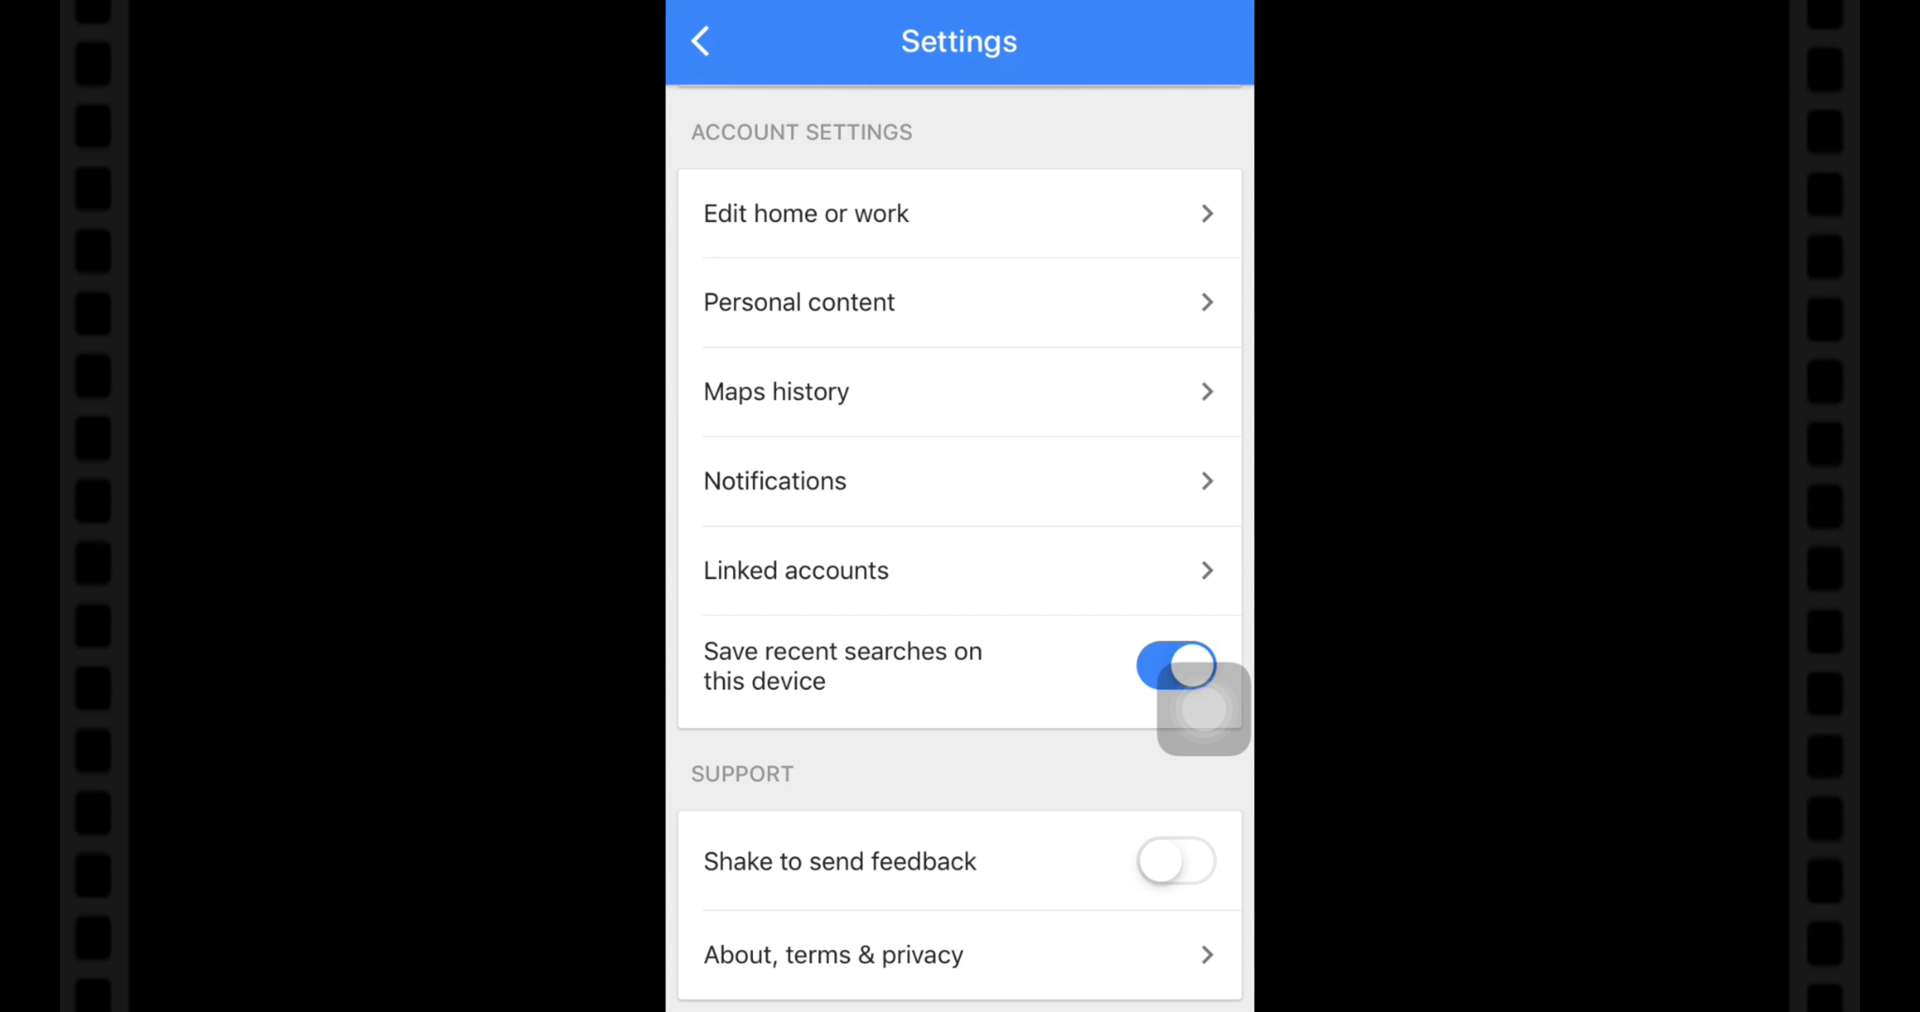 Settings
ACCOUNT SETTINGS
Edit home or work
Personal content
Maps history
Notifications
Linked accounts
Save recent searches on
this device
SUPPORT
Shake to send feedback
About, terms & privacy